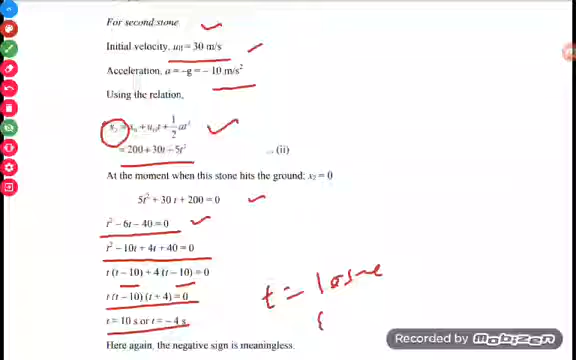 For second stone
Initial velocity, u₁₁ = 30 m/s
Acceleration, a = –g = – 10 m/s²
Using the relation,
x₂ = x₀ + u₁₁t + 1/2 at²
= 200 + 30t – 5t² ...(ii)
At the moment when this stone hits the ground; x₂ = 0
5t² + 30 t + 200 = 0
t² – 6t – 40 = 0
t² – 10t + 4t + 40 = 0
t (t – 10) + 4 (t – 10) = 0
t (t – 10) (t + 4) = 0
t = 10 s or t = – 4 s
t = 10 sec
Here again, the negative sign is meaningless.
Recorded by mobizen